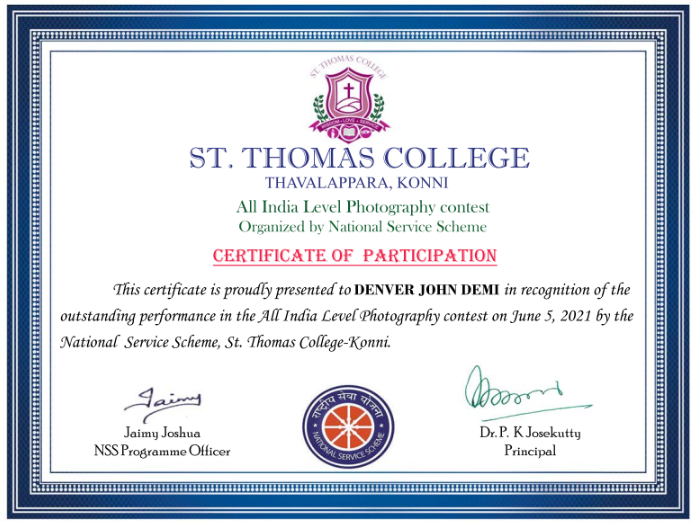 ST. THOMAS COLLEGE
WISDOM • LOVE • SERVICE
ST. THOMAS COLLEGE
THAVALAPPARA, KONNI
All India Level Photography contest
Organized by National Service Scheme
CERTIFICATE OF PARTICIPATION
This certificate is proudly presented to DENVER JOHN DEMI in recognition of the
outstanding performance in the All India Level Photography contest on June 5, 2021 by the
National Service Scheme, St. Thomas College-Konni.
Jaimy
Jaimy Joshua
NSS Programme Officer
राष्ट्रीय सेवा योजना
NATIONAL SERVICE SCHEME
Dr. P. K Josekutty
Principal